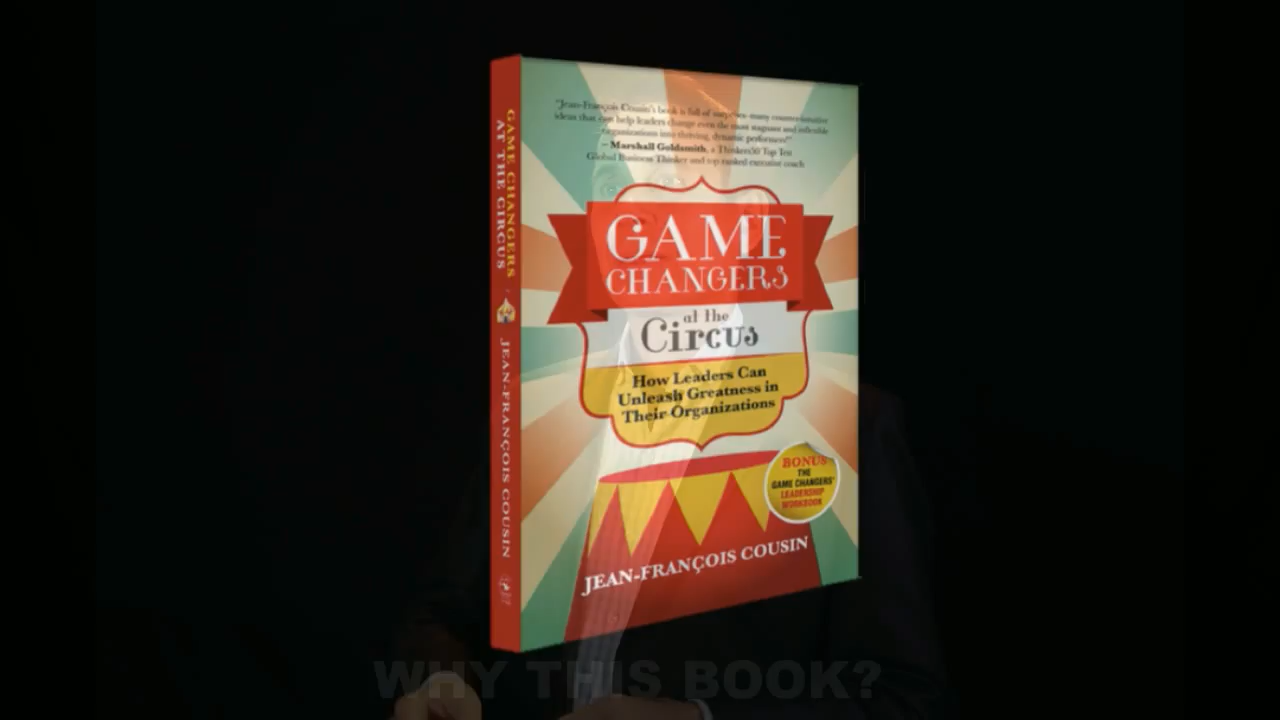 "Jean-François Cousin's book is full of surprises—many counter-intuitive
ideas that can help leaders change even the most stagnant and inflexible
organizations into thriving, dynamic performers!"
— Marshall Goldsmith, a Thinkers50 Top Ten
Global Business Thinker and top ranked executive coach
GAME
CHANGERS
at the
Circus
How Leaders Can
Unleash Greatness in
Their Organizations
BONUS
THE
GAME CHANGERS'
LEADERSHIP
WORKBOOK
JEAN-FRANÇOIS COUSIN
GAME CHANGERS
AT THE CIRCUS
JEAN-FRANÇOIS COUSIN
WHY THIS BOOK?